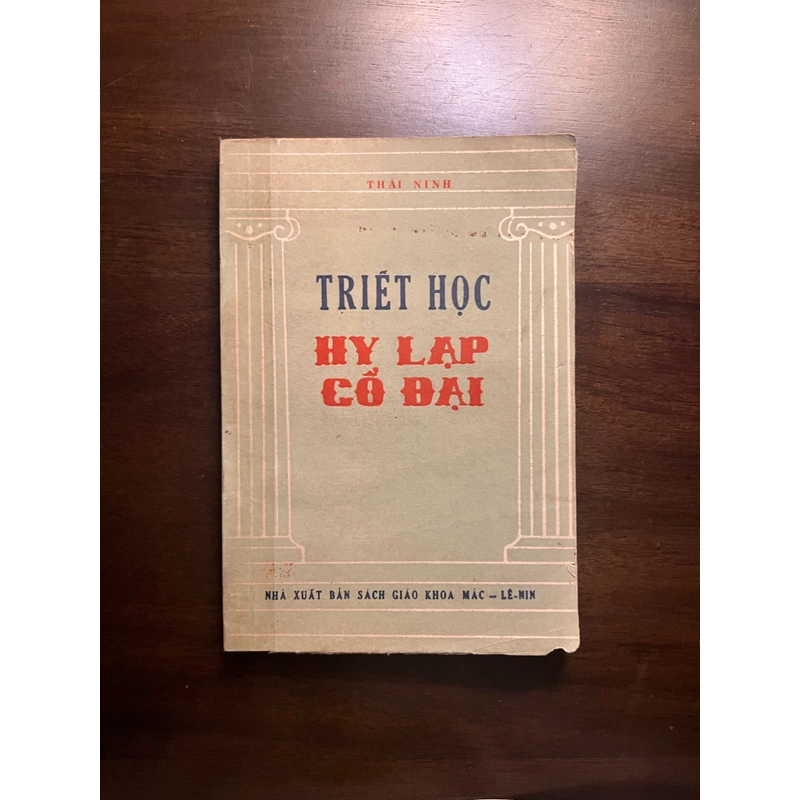 THÁI NINH
TRIẾT HỌC
HY LẠP
CỔ ĐẠI
NHÀ XUẤT BẢN SÁCH GIÁO KHOA MÁC – LÊ-NIN